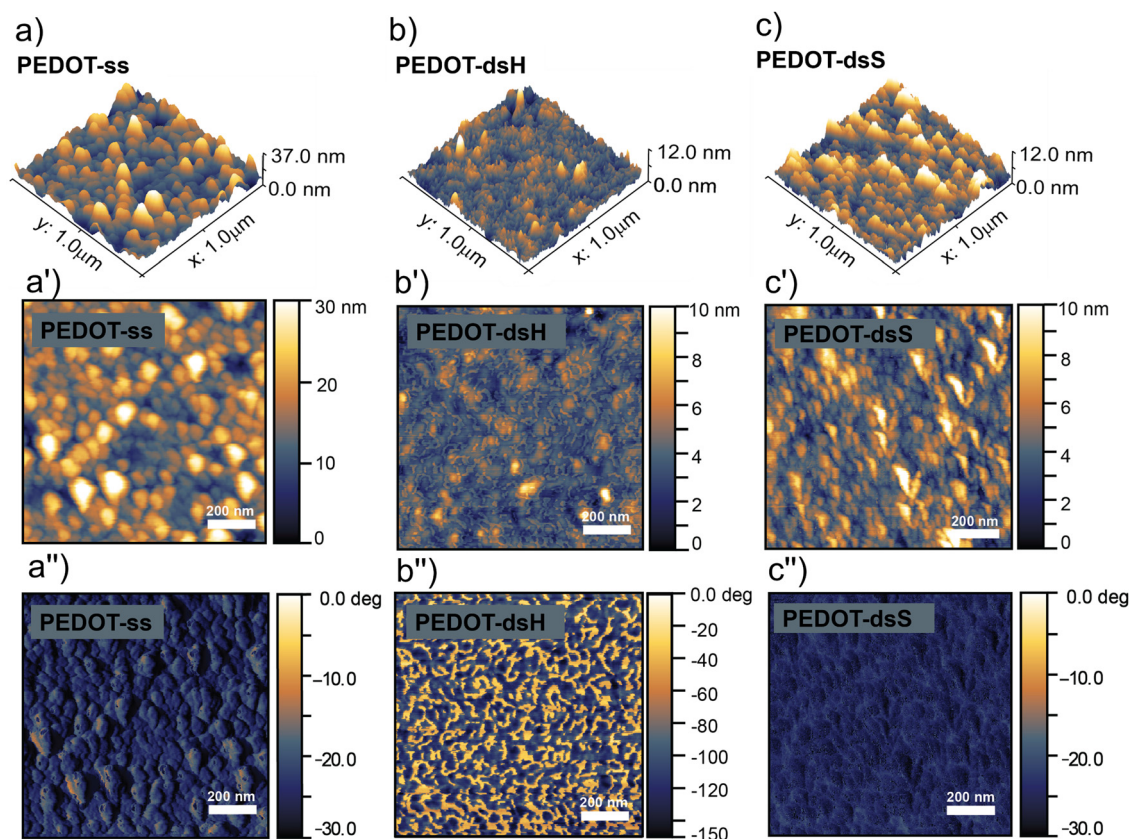 a)
PEDOT-ss
37.0 nm
0.0 nm
y: 1.0µm
x: 1.0µm
b)
PEDOT-dsH
12.0 nm
0.0 nm
y: 1.0µm
x: 1.0µm
c)
PEDOT-dsS
12.0 nm
0.0 nm
y: 1.0µm
x: 1.0µm
a')
PEDOT-ss
200 nm
30 nm
20
10
0
b')
PEDOT-dsH
200 nm
10 nm
8
6
4
2
0
c')
PEDOT-dsS
200 nm
10 nm
8
6
4
2
0
a'')
PEDOT-ss
200 nm
0.0 deg
−10.0
−20.0
−30.0
b'')
PEDOT-dsH
200 nm
0.0 deg
-20
-40
-60
-80
-100
-120
-150
c'')
PEDOT-dsS
200 nm
0.0 deg
−10.0
−20.0
−30.0